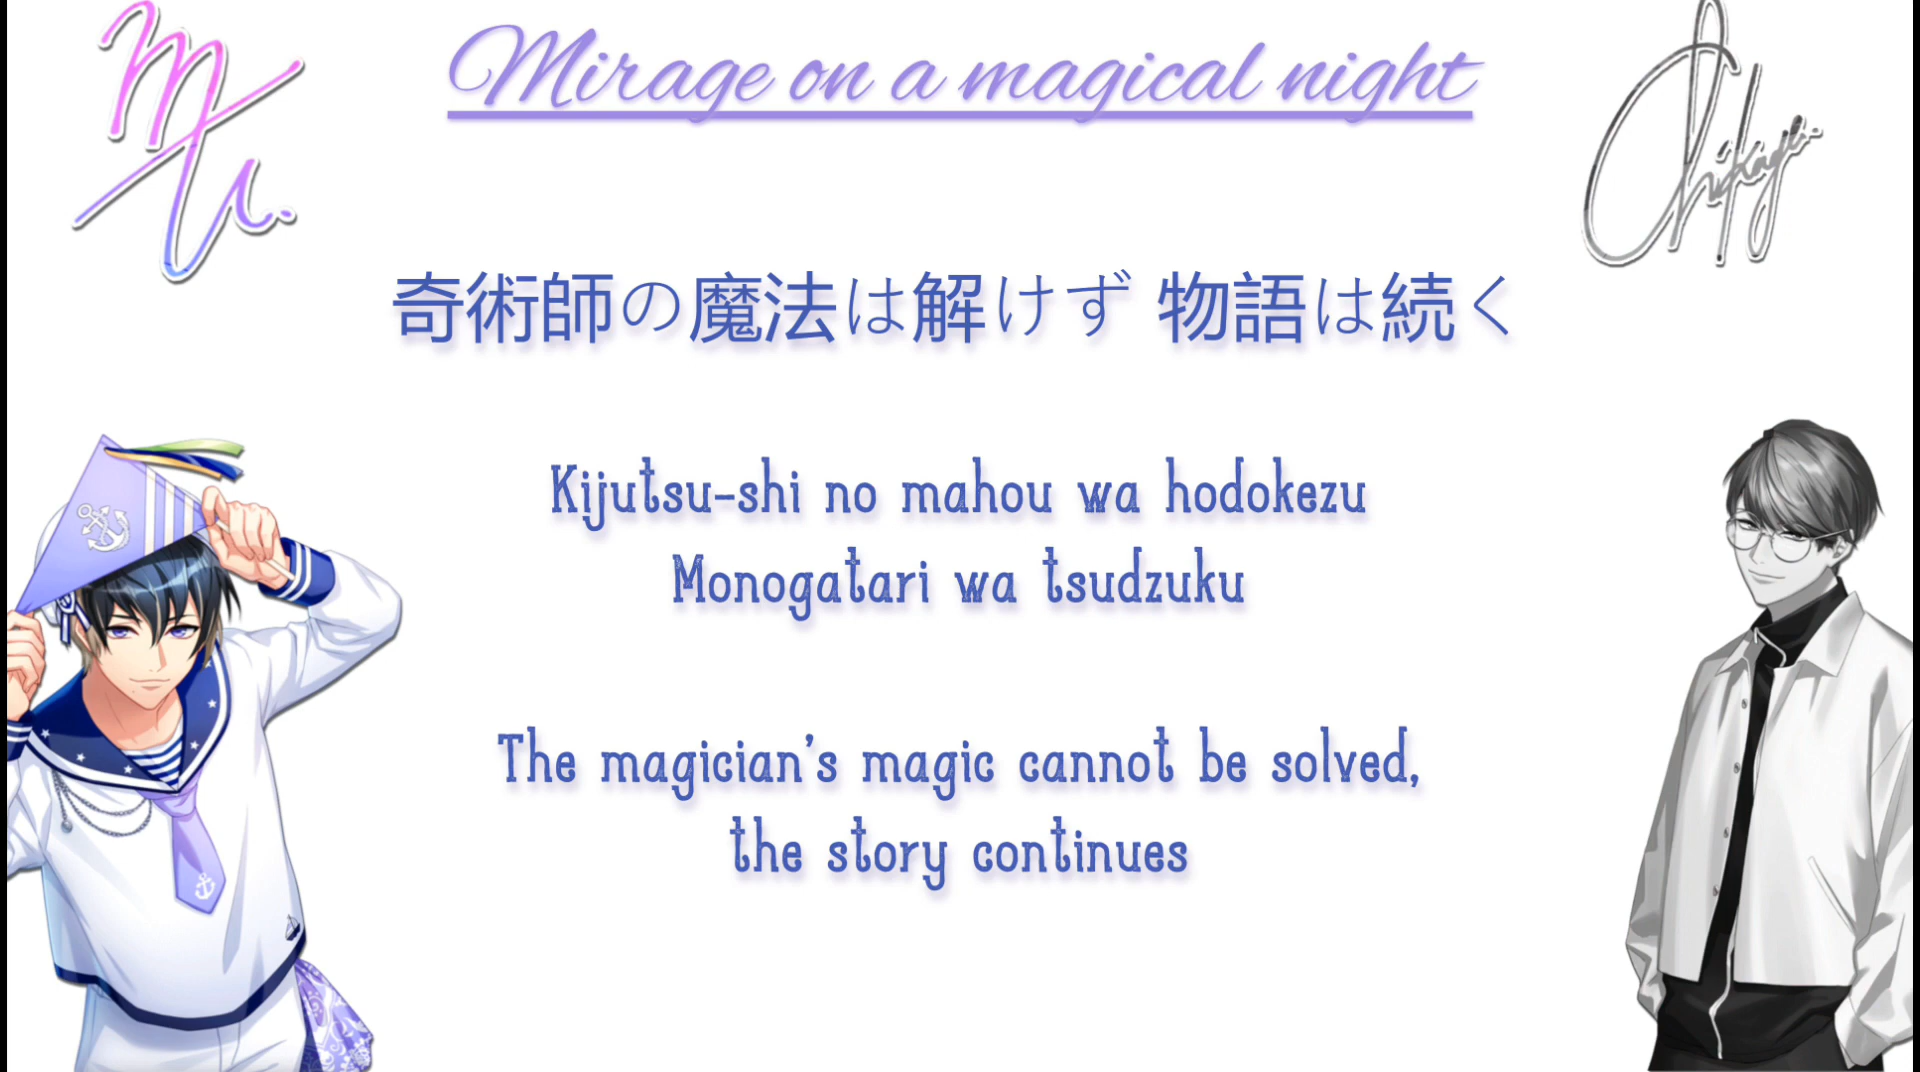 Mirage on a magical night
奇術師の魔法は解けず 物語は続く
Kijutsu-shi no mahou wa hodokezu
Monogatari wa tsudzuku
The magician's magic cannot be solved,
the story continues